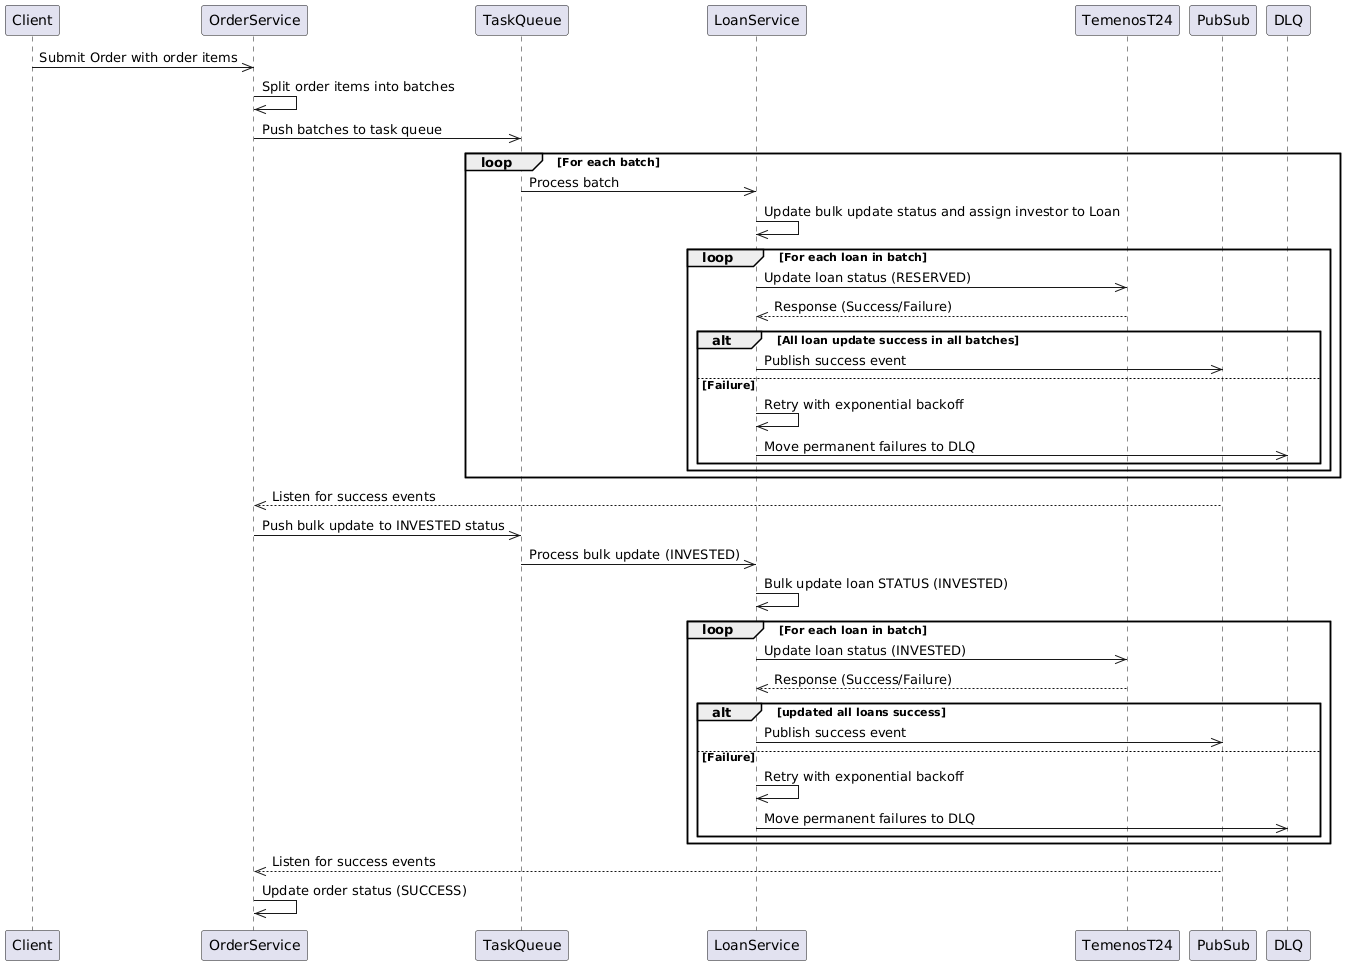 Client OrderService TaskQueue LoanService TemenosT24 PubSub DLQ
Submit Order with order items
Split order items into batches
Push batches to task queue
loop [For each batch]
Process batch
Update bulk update status and assign investor to Loan
loop [For each loan in batch]
Update loan status (RESERVED)
Response (Success/Failure)
alt [All loan update success in all batches]
Publish success event
[Failure]
Retry with exponential backoff
Move permanent failures to DLQ
Listen for success events
Push bulk update to INVESTED status
Process bulk update (INVESTED)
Bulk update loan STATUS (INVESTED)
loop [For each loan in batch]
Update loan status (INVESTED)
Response (Success/Failure)
alt [updated all loans success]
Publish success event
[Failure]
Retry with exponential backoff
Move permanent failures to DLQ
Listen for success events
Update order status (SUCCESS)
Client OrderService TaskQueue LoanService TemenosT24 PubSub DLQ